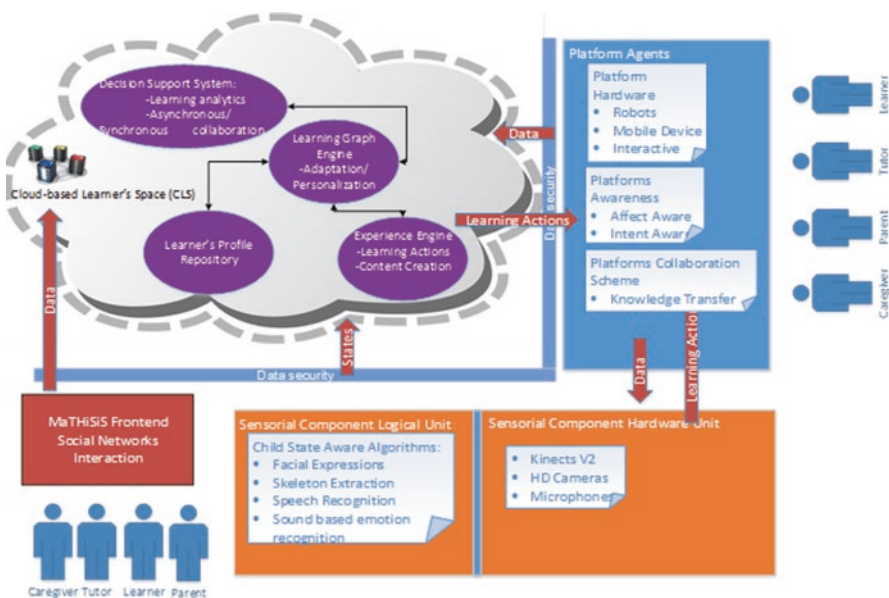 Decision Support System:
-Learning analytics
-Asynchronous/
Synchronous collaboration
Learning Graph
Engine
-Adaptation/
Personalization
Cloud-based Learner's Space (CLS)
Learner's Profile
Repository
Experience Engine
-Learning Actions
-Content Creation
Data
Learning Actions
Data security
Platform Agents
Platform
Hardware
• Robots
• Mobile Device
• Interactive
Platforms
Awareness
• Affect Aware
• Intent Aware
Platforms Collaboration
Scheme
• Knowledge Transfer
Learner
Tutor
Parent
Caregiver
Data
States
Data security
Data
Learning Action
MaTHiSiS Frontend
Social Networks
Interaction
Sensorial Component Logical Unit
Child State Aware Algorithms:
• Facial Expressions
• Skeleton Extraction
• Speech Recognition
• Sound based emotion
recognition
Sensorial Component Hardware Unit
• Kinects V2
• HD Cameras
• Microphones
Caregiver Tutor Learner Parent